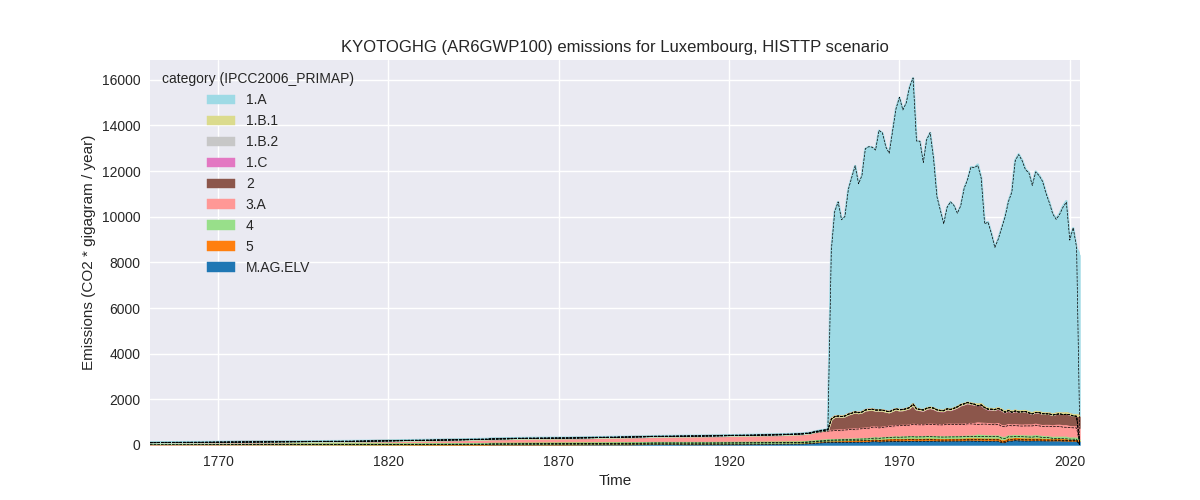 KYOTOGHG (AR6GWP100) emissions for Luxembourg, HISTTP scenario
category (IPCC2006_PRIMAP)
1.A
1.B.1
1.B.2
1.C
2
3.A
4
5
M.AG.ELV
Emissions (CO2 * gigagram / year)
16000
14000
12000
10000
8000
6000
4000
2000
0
1770
1820
1870
1920
1970
2020
Time